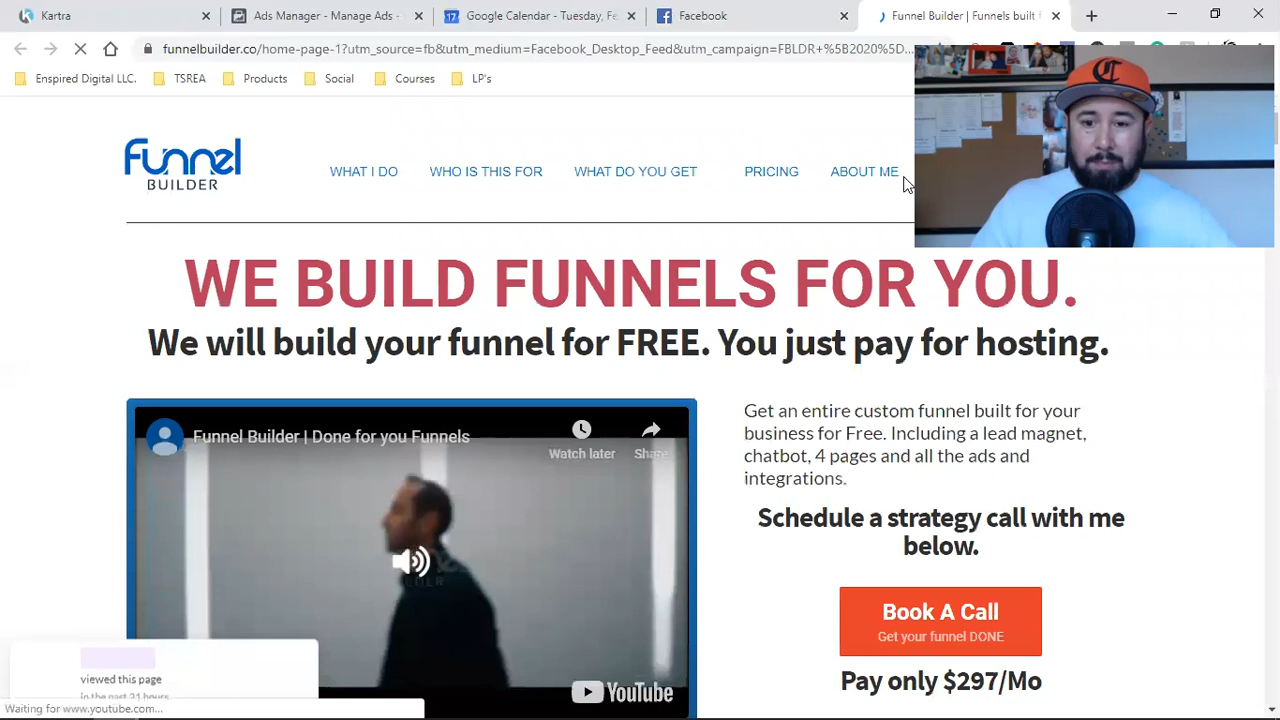 Kartra
Ads Manager - Manage Ads -
Google Calendar - Tuesday, Fe
Facebook
Funnel Builder | Funnels built f
funnelbuilder.co/home-page-1?utm_source=fb&utm_medium=Facebook_Desktop_Feed&utm_campaign=FBLDR+%5B2020%5D...
Enspired Digital LLC.
TSREA
Products
Social
Courses
LP's
Funnel
BUILDER
WHAT I DO
WHO IS THIS FOR
WHAT DO YOU GET
PRICING
ABOUT ME
WE BUILD FUNNELS FOR YOU.
We will build your funnel for FREE. You just pay for hosting.
Funnel Builder | Done for you Funnels
Watch later
Share
YouTube
Get an entire custom funnel built for your
business for Free. Including a lead magnet,
chatbot, 4 pages and all the ads and
integrations.
Schedule a strategy call with me
below.
Book A Call
Get your funnel DONE
Pay only $297/Mo
viewed this page
in the past 21 hours
Waiting for www.youtube.com...